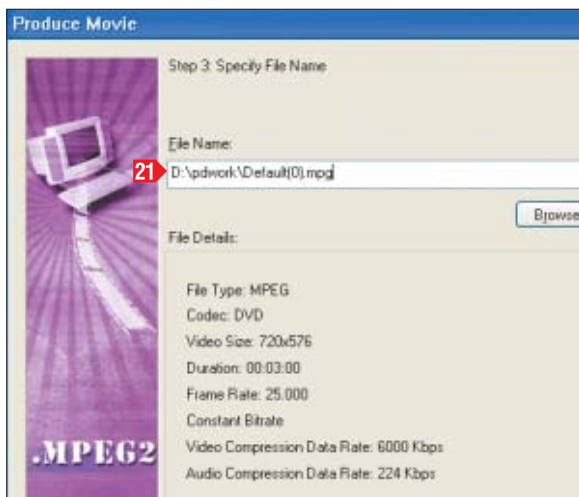 Produce Movie
Step 3: Specify File Name
File Name:
21
D:\pdwork\Default(0).mpg
Browse
File Details:
File Type: MPEG
Codec: DVD
Video Size: 720x576
Duration: 00:03:00
Frame Rate: 25.000
Constant Bitrate
Video Compression Data Rate: 6000 Kbps
Audio Compression Data Rate: 224 Kbps
.MPEG2